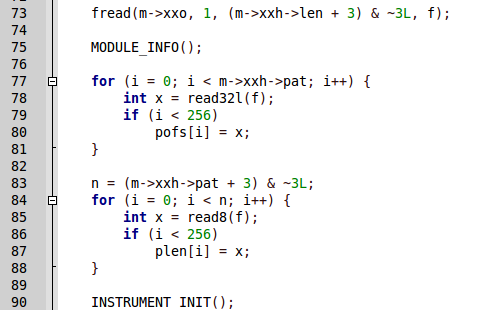 73 fread(m->xxo, 1, (m->xxh->len + 3) & ~3L, f);
74
75 MODULE_INFO();
76
77 for (i = 0; i < m->xxh->pat; i++) {
78 int x = read32l(f);
79 if (i < 256)
80 pofs[i] = x;
81 }
82
83 n = (m->xxh->pat + 3) & ~3L;
84 for (i = 0; i < n; i++) {
85 int x = read8(f);
86 if (i < 256)
87 plen[i] = x;
88 }
89
90 INSTRUMENT_INIT();